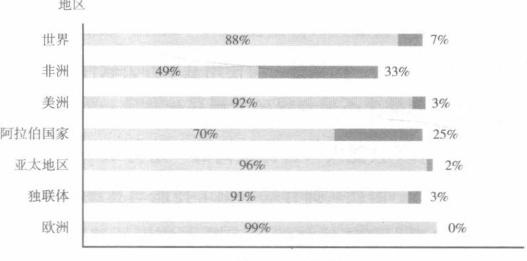 地区
世界 88% 7%
非洲 49% 33%
美洲 92% 3%
阿拉伯国家 70% 25%
亚太地区 96% 2%
独联体 91% 3%
欧洲 99% 0%